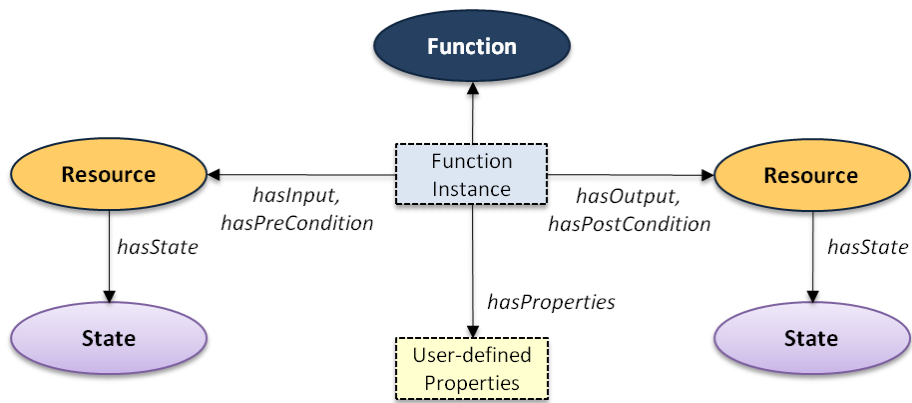 Function
Function
Instance
Resource
hasInput,
hasPreCondition
hasOutput,
hasPostCondition
Resource
hasState
hasState
hasProperties
State
User-defined
Properties
State